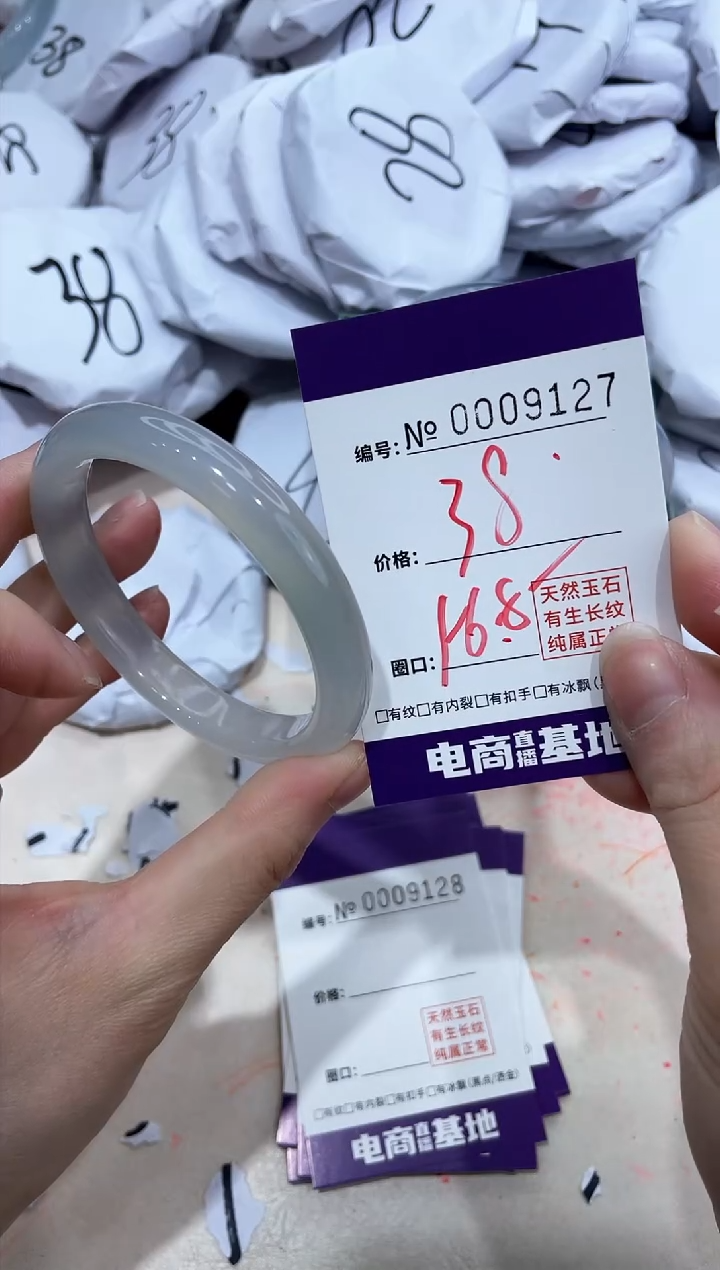 38
38
38
38
编号: № 0009127
价格: 38.
圈口:
天然玉石
有生长纹
纯属正
□有纹□有内裂□有扣手□有冰飘(
电商直播基地
编号: № 0009128
价格:
天然玉石
有生长纹
纯属正常
圈口:
□有纹□有内裂□有扣手□有冰飘(黑点/洒金)
电商直播基地